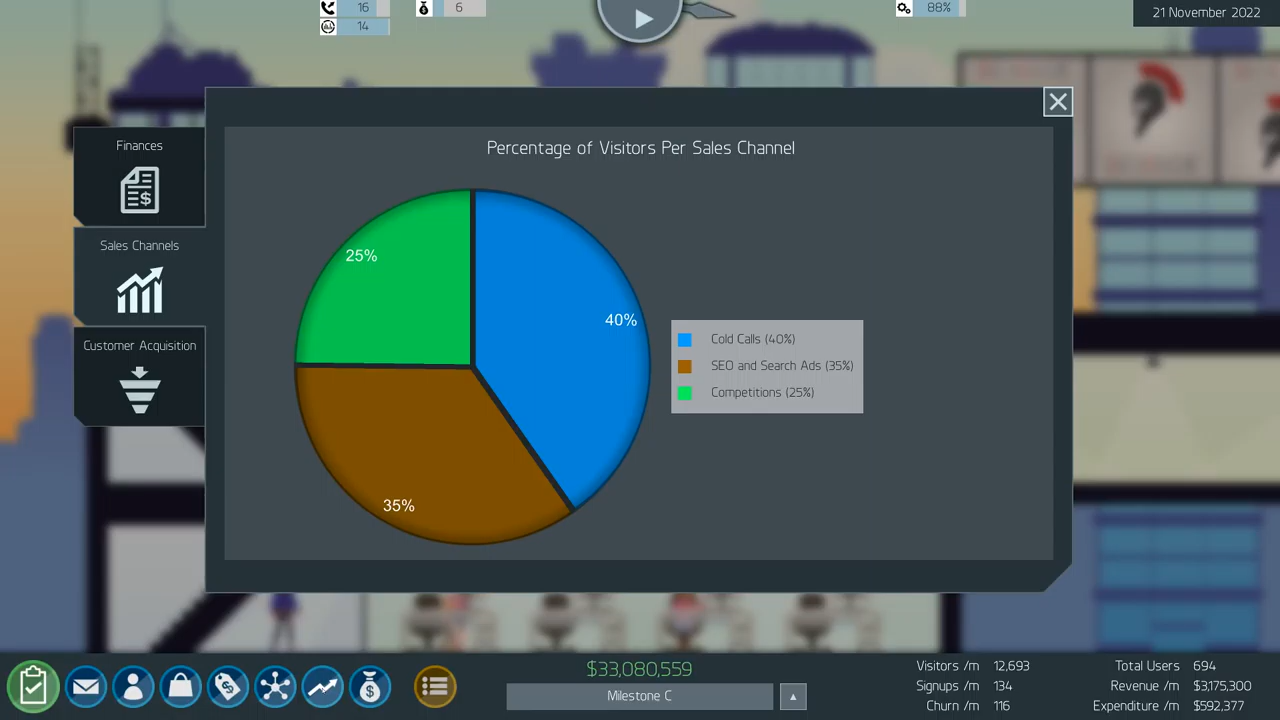 16
6
88%
14
21 November 2022
Finances
Sales Channels
Customer Acquisition
Percentage of Visitors Per Sales Channel
25%
40%
35%
Cold Calls (40%)
SEO and Search Ads (35%)
Competitions (25%)
$33,080,559
Milestone C
Visitors /m 12,693
Signups /m 134
Churn /m 116
Total Users 694
Revenue /m $3,175,300
Expenditure /m $592,377